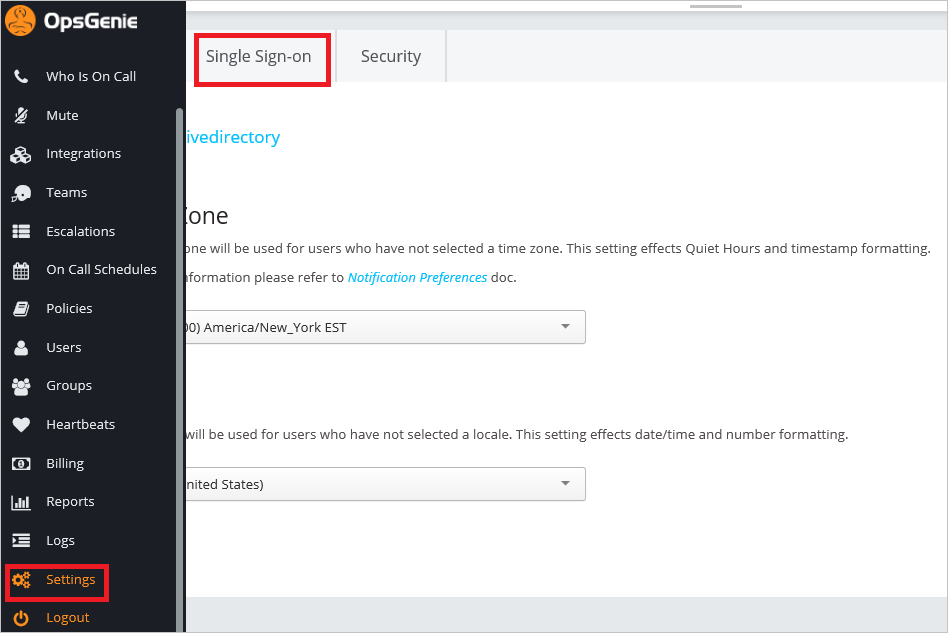 OpsGenie
Who Is On Call
Mute
Integrations
Teams
Escalations
On Call Schedules
Policies
Users
Groups
Heartbeats
Billing
Reports
Logs
Settings
Logout
Single Sign-on
Security
ivedirectory
Zone
one will be used for users who have not selected a time zone. This setting effects Quiet Hours and timestamp formatting.
nformation please refer to Notification Preferences doc.
00) America/New_York EST
will be used for users who have not selected a locale. This setting effects date/time and number formatting.
nited States)